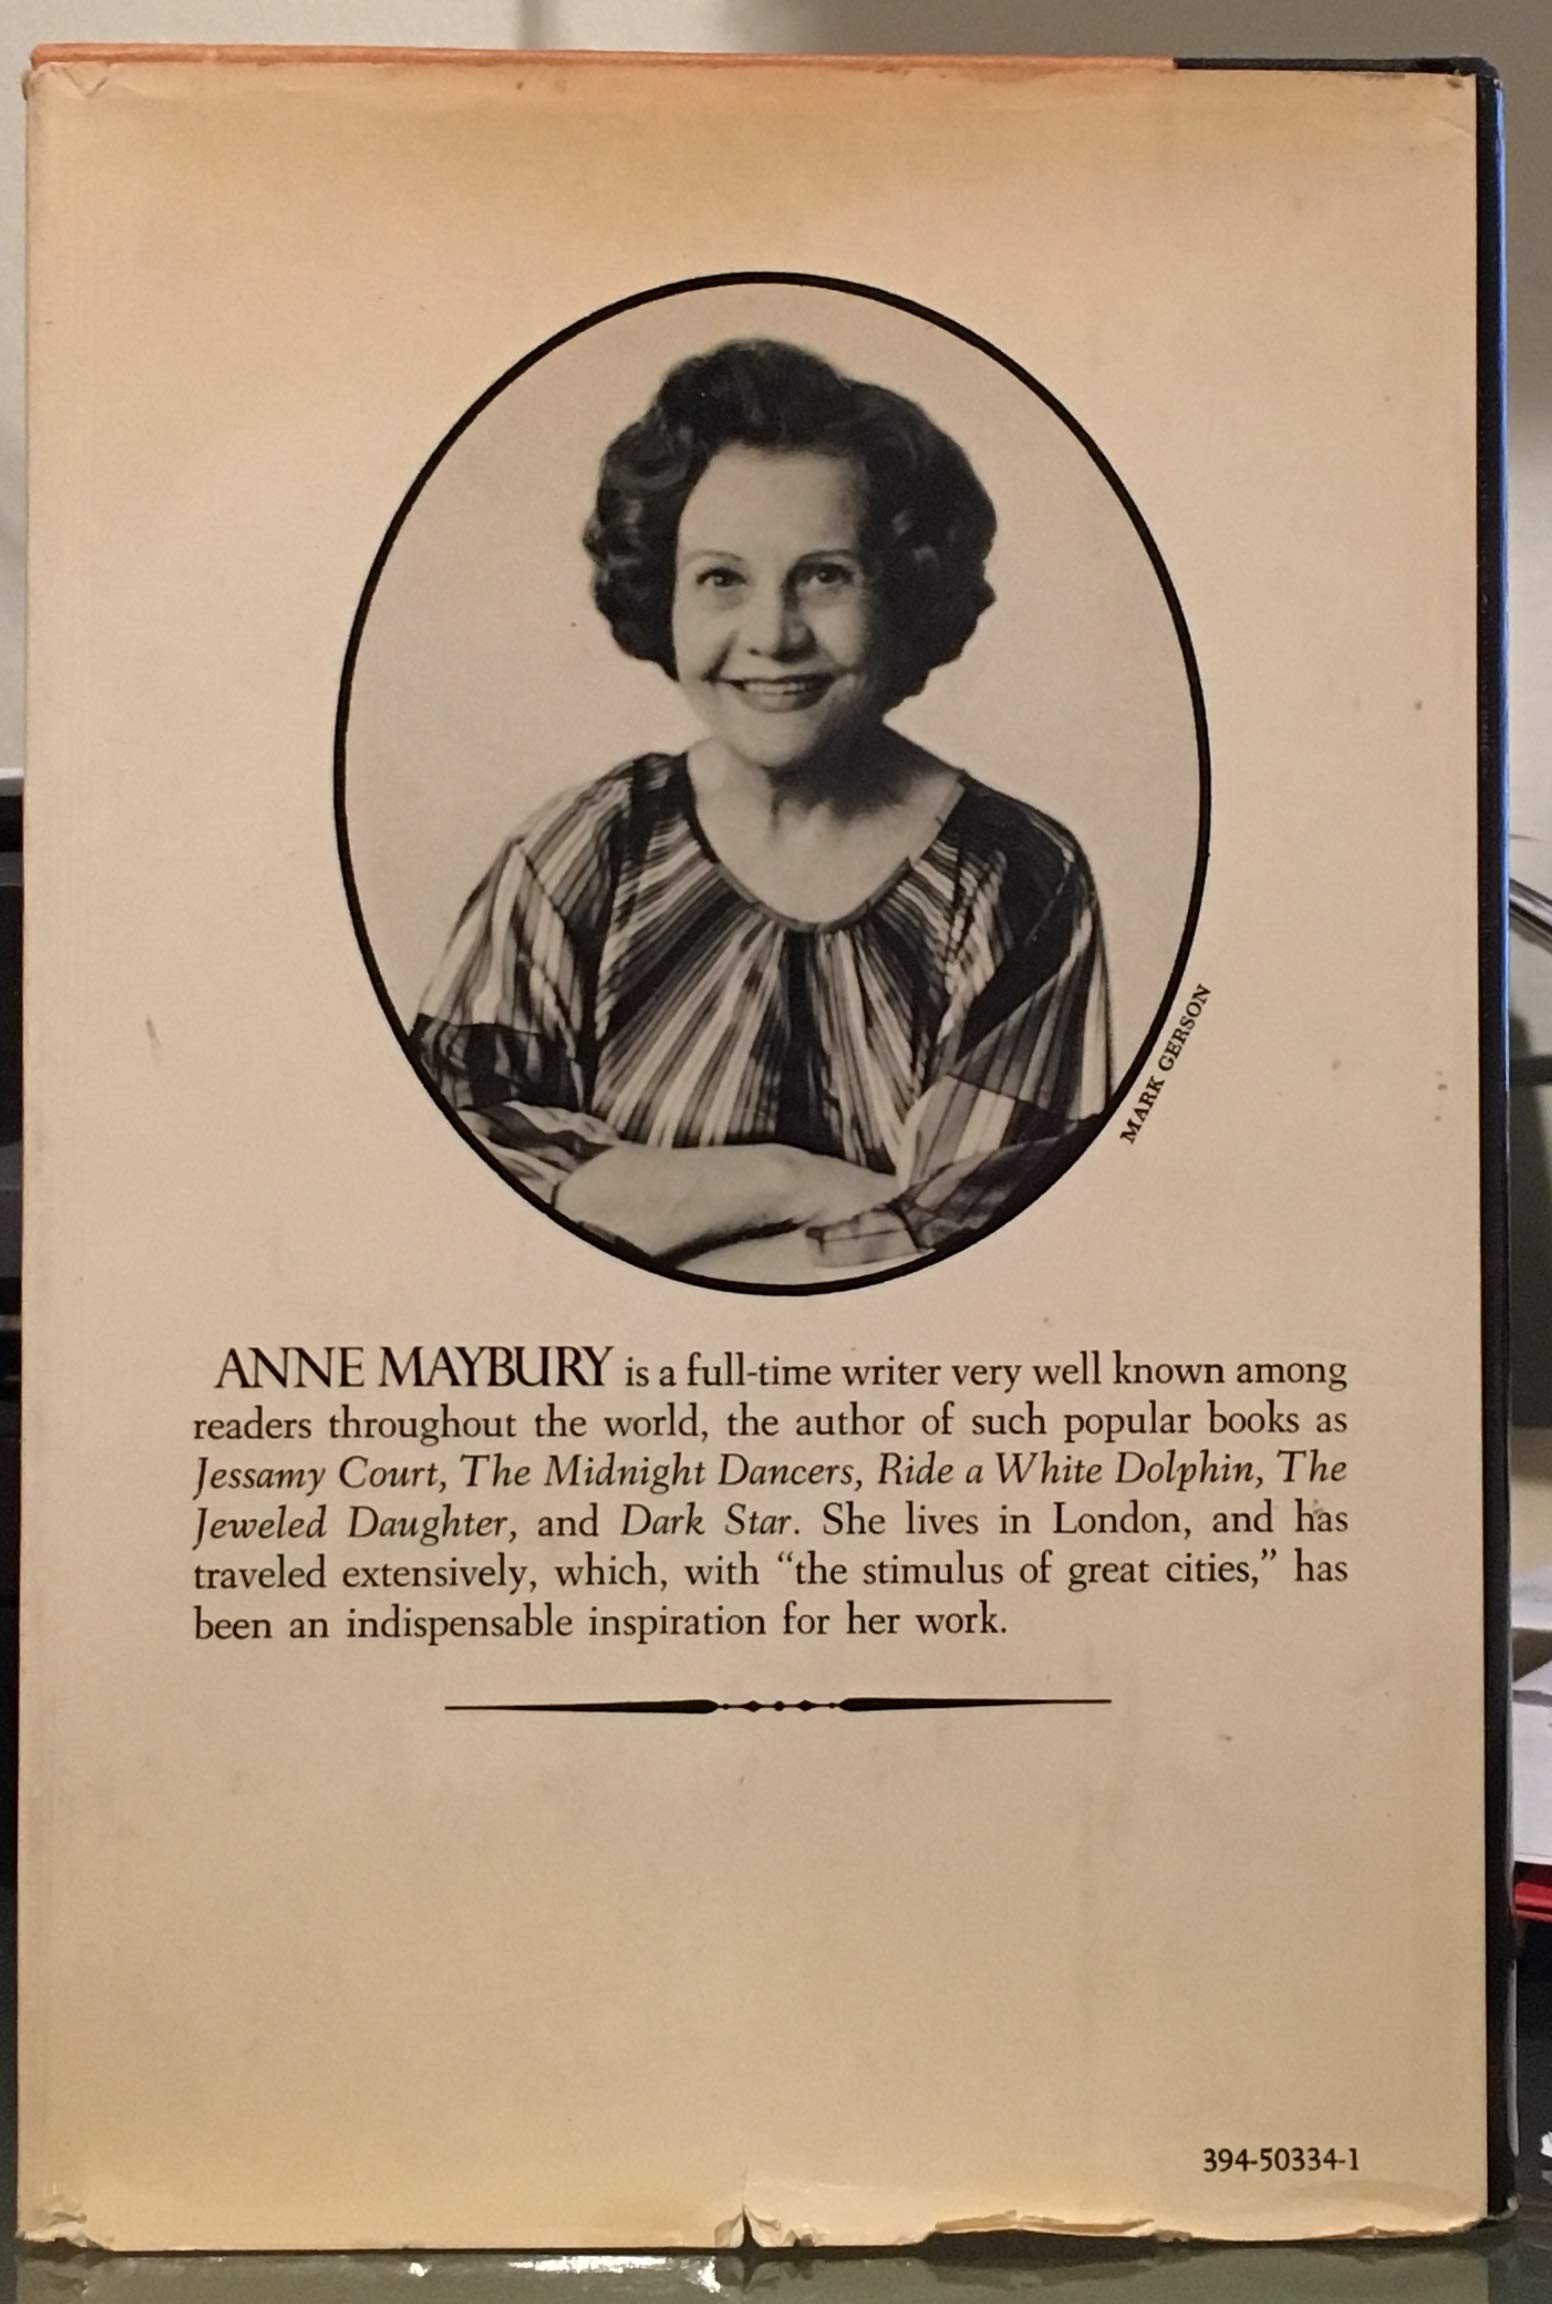 MARK GERSON
ANNE MAYBURY is a full-time writer very well known among
readers throughout the world, the author of such popular books as
Jessamy Court, The Midnight Dancers, Ride a White Dolphin, The
Jeweled Daughter, and Dark Star. She lives in London, and has
traveled extensively, which, with “the stimulus of great cities,” has
been an indispensable inspiration for her work.
394-50334-1